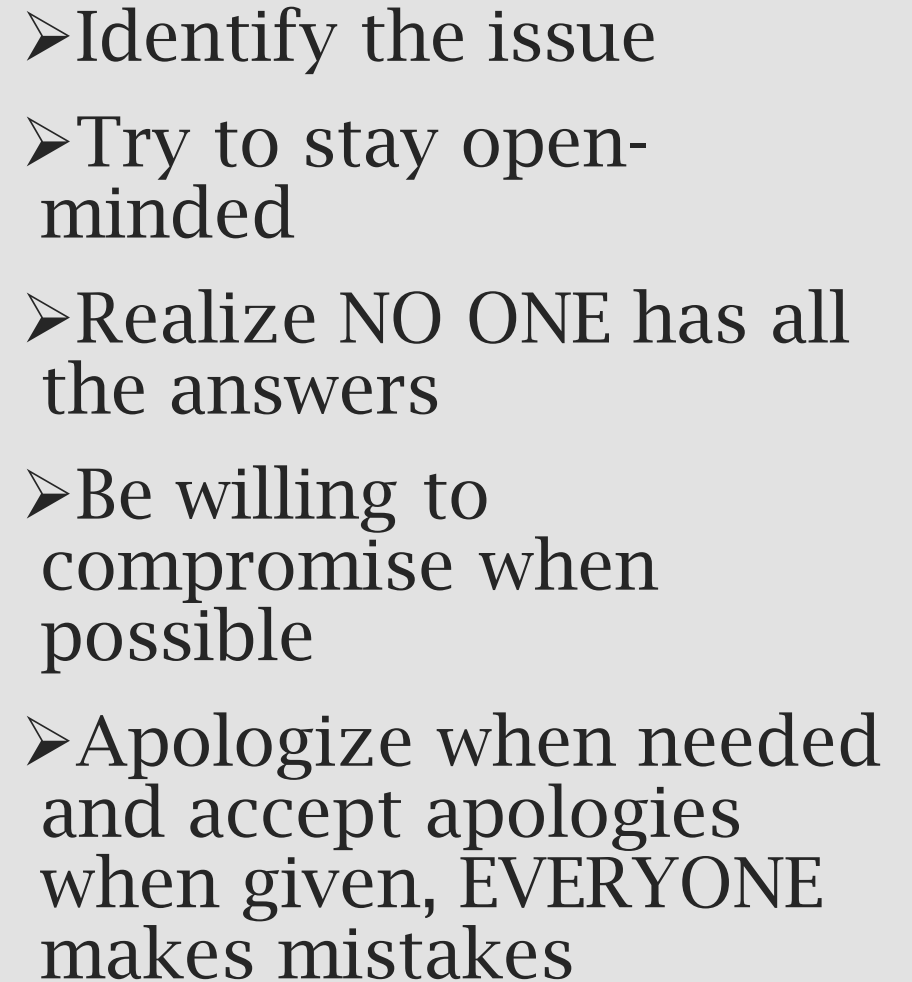 ➢Identify the issue
➢Try to stay open-
minded
➢Realize NO ONE has all
the answers
➢Be willing to
compromise when
possible
➢Apologize when needed
and accept apologies
when given, EVERYONE
makes mistakes